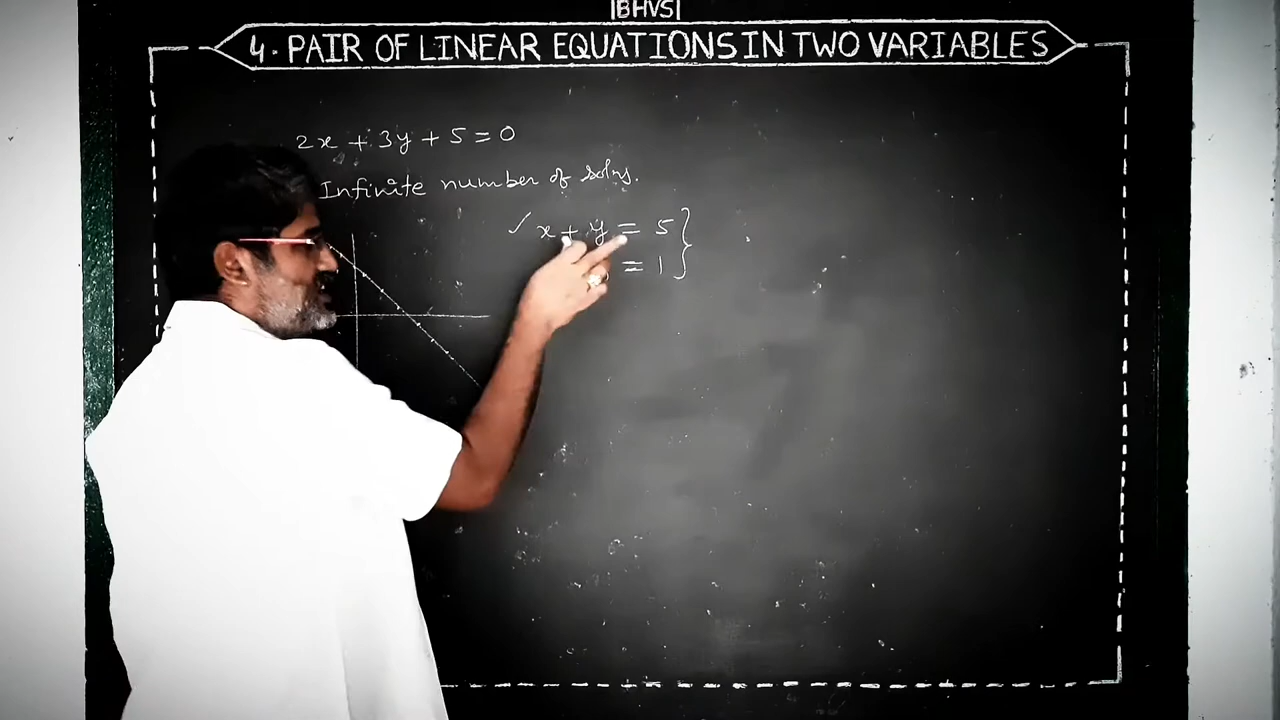 BHVS
4. PAIR OF LINEAR EQUATIONS IN TWO VARIABLES
2x + 3y + 5 = 0
Infinite number of solns.
✓ x + y = 5 }
= 1